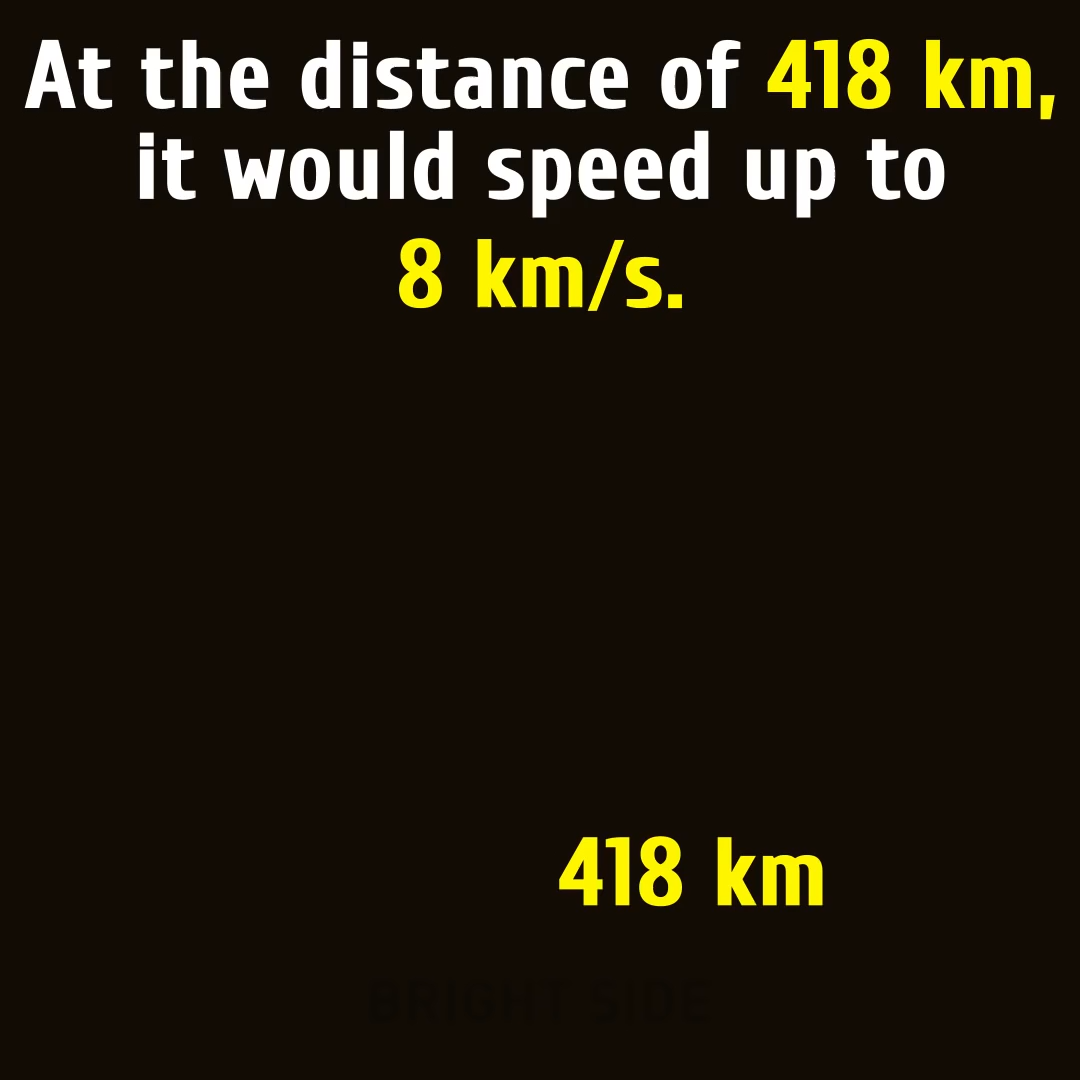 At the distance of 418 km,
it would speed up to
8 km/s.
418 km
BRIGHT SIDE